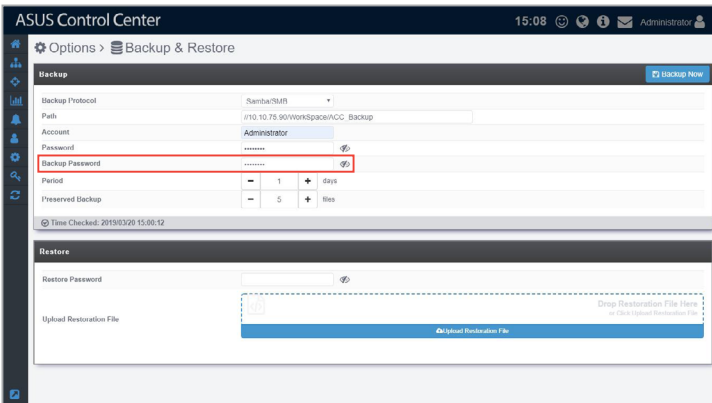 ASUS Control Center
15:08 Administrator
Options > Backup & Restore
Backup
Backup Now
Backup Protocol Samba/SMB
Path //10.10.75.90/WorkSpace/ACC_Backup
Account Administrator
Password ••••••••
Backup Password ••••••••
Period − 1 + days
Preserved Backup − 5 + files
Time Checked: 2019/03/20 15:00:12
Restore
Restore Password
Drop Restoration File Here
or Click Upload Restoration File
Upload Restoration File
Upload Restoration File